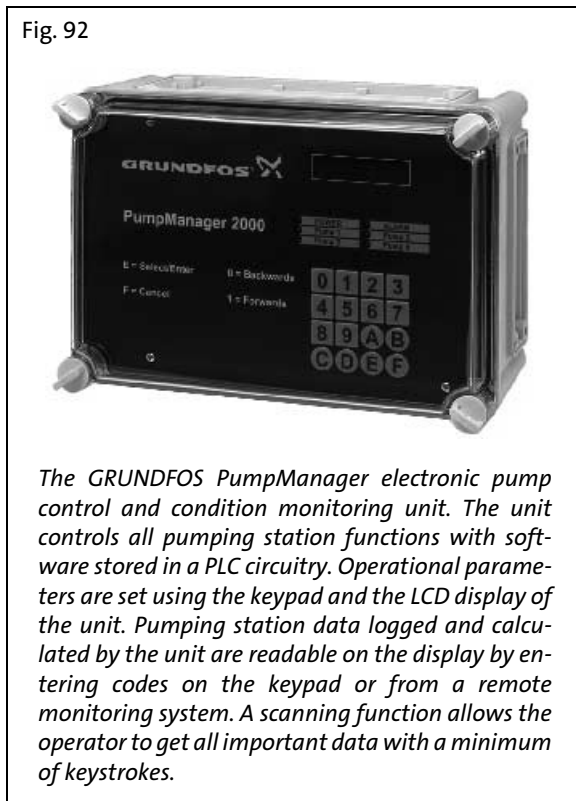 Fig. 92
GRUNDFOS
PumpManager 2000
E = Select/Enter
0 = Backwards
F = Cancel
1 = Forwards
0 1 2 3
4 5 6 7
8 9 A B
C D E F
The GRUNDFOS PumpManager electronic pump
control and condition monitoring unit. The unit
controls all pumping station functions with soft-
ware stored in a PLC circuitry. Operational parame-
ters are set using the keypad and the LCD display of
the unit. Pumping station data logged and calcu-
lated by the unit are readable on the display by en-
tering codes on the keypad or from a remote
monitoring system. A scanning function allows the
operator to get all important data with a minimum
of keystrokes.